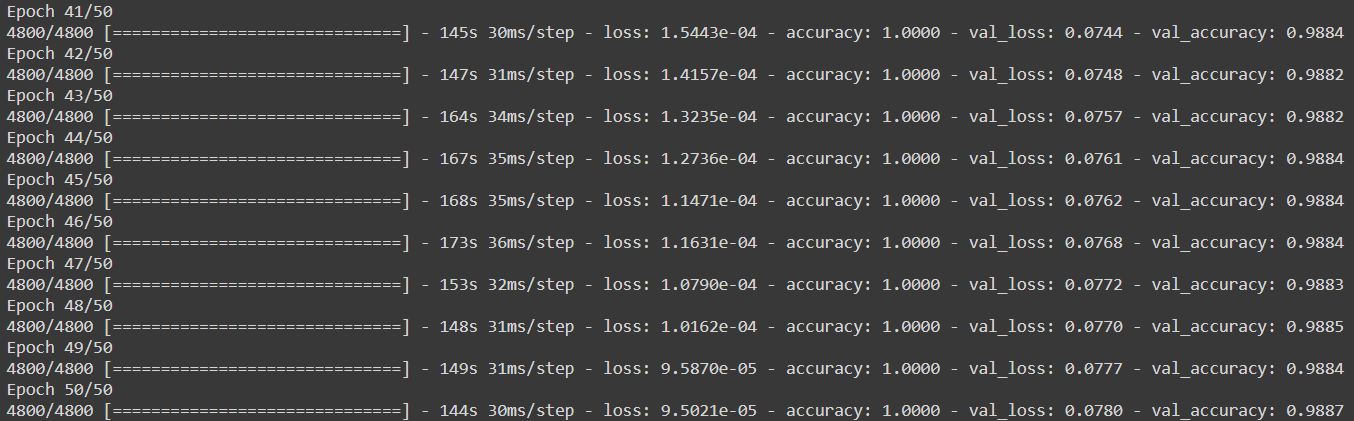 Epoch 41/50
4800/4800 [==============================] - 145s 30ms/step - loss: 1.5443e-04 - accuracy: 1.0000 - val_loss: 0.0744 - val_accuracy: 0.9884
Epoch 42/50
4800/4800 [==============================] - 147s 31ms/step - loss: 1.4157e-04 - accuracy: 1.0000 - val_loss: 0.0748 - val_accuracy: 0.9882
Epoch 43/50
4800/4800 [==============================] - 164s 34ms/step - loss: 1.3235e-04 - accuracy: 1.0000 - val_loss: 0.0757 - val_accuracy: 0.9882
Epoch 44/50
4800/4800 [==============================] - 167s 35ms/step - loss: 1.2736e-04 - accuracy: 1.0000 - val_loss: 0.0761 - val_accuracy: 0.9884
Epoch 45/50
4800/4800 [==============================] - 168s 35ms/step - loss: 1.1471e-04 - accuracy: 1.0000 - val_loss: 0.0762 - val_accuracy: 0.9884
Epoch 46/50
4800/4800 [==============================] - 173s 36ms/step - loss: 1.1631e-04 - accuracy: 1.0000 - val_loss: 0.0768 - val_accuracy: 0.9884
Epoch 47/50
4800/4800 [==============================] - 153s 32ms/step - loss: 1.0790e-04 - accuracy: 1.0000 - val_loss: 0.0772 - val_accuracy: 0.9883
Epoch 48/50
4800/4800 [==============================] - 148s 31ms/step - loss: 1.0162e-04 - accuracy: 1.0000 - val_loss: 0.0770 - val_accuracy: 0.9885
Epoch 49/50
4800/4800 [==============================] - 149s 31ms/step - loss: 9.5870e-05 - accuracy: 1.0000 - val_loss: 0.0777 - val_accuracy: 0.9884
Epoch 50/50
4800/4800 [==============================] - 144s 30ms/step - loss: 9.5021e-05 - accuracy: 1.0000 - val_loss: 0.0780 - val_accuracy: 0.9887